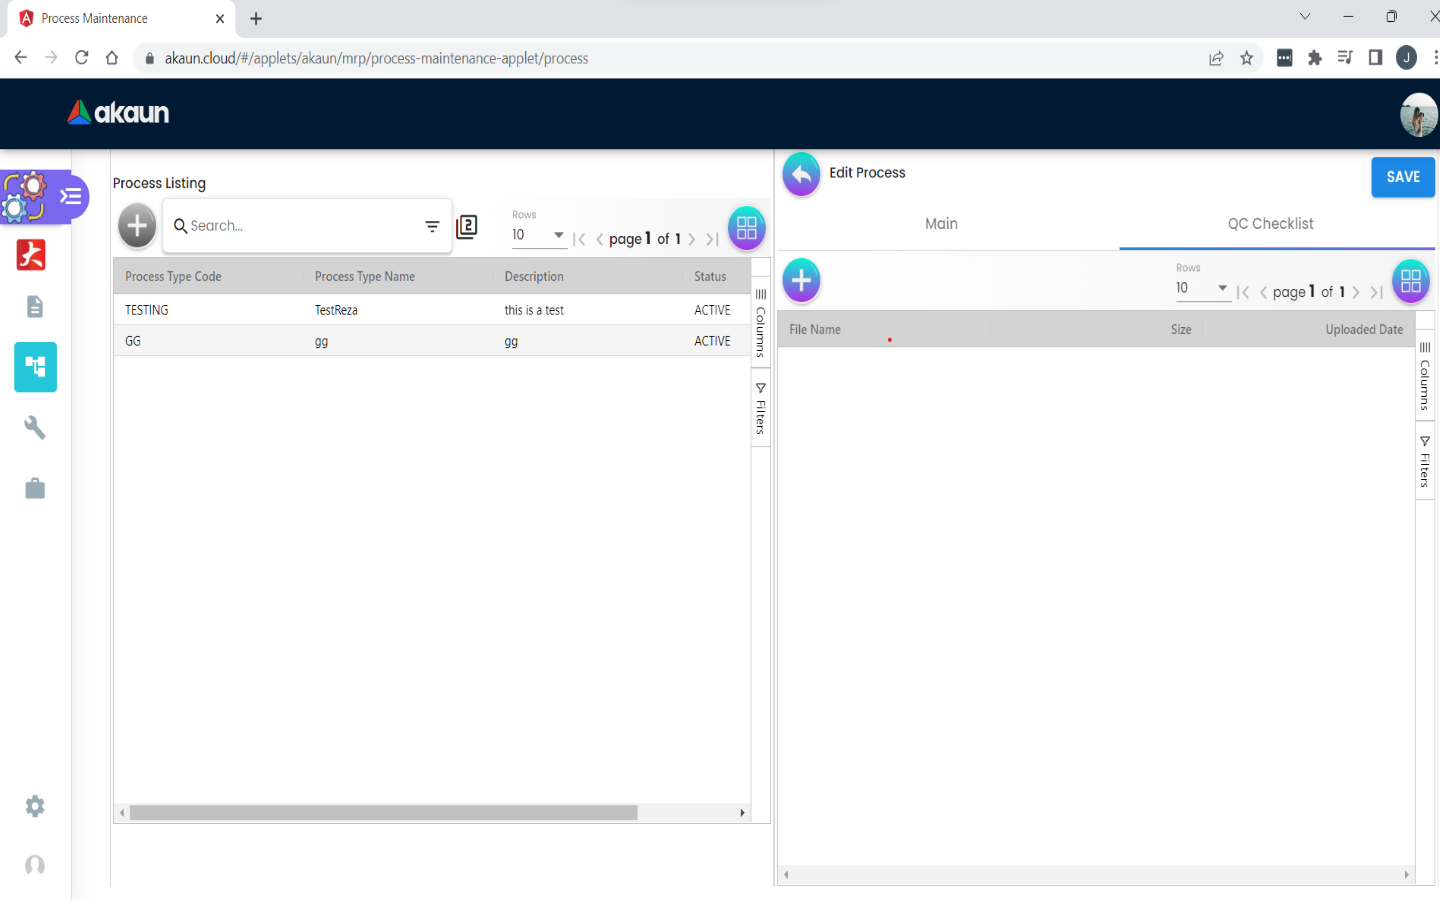 Process Maintenance
akaun.cloud/#/applets/akaun/mrp/process-maintenance-applet/process
J
akaun
Process Listing
Search...
2
Rows
10
page 1 of 1
Process Type Code Process Type Name Description Status
TESTING TestReza this is a test ACTIVE
GG gg gg ACTIVE
Columns
Filters
Edit Process
SAVE
Main QC Checklist
Rows
10
page 1 of 1
File Name Size Uploaded Date
Columns
Filters